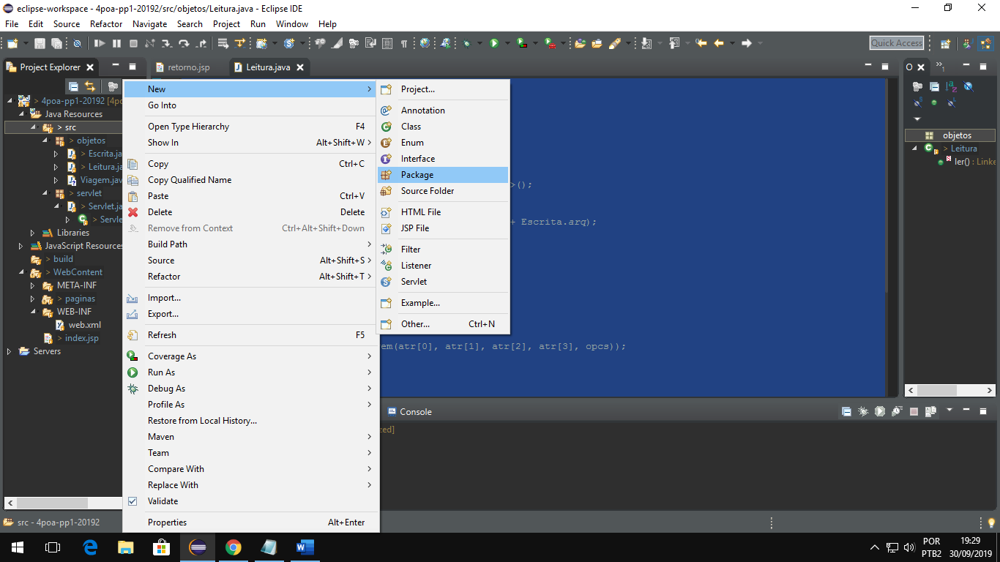 eclipse-workspace - 4poa-pp1-20192/src/objetos/Leitura.java - Eclipse IDE
File Edit Source Refactor Navigate Search Project Run Window Help
Quick Access
Project Explorer
retorno.jsp
Leitura.java
4poa-pp1-20192 [4po
Java Resources
> src
> objetos
> Escrita.ja
> Leitura.ja
Viagem.jav
> servlet
> Servlet.ja
> Servle
Libraries
JavaScript Resources
> build
> WebContent
META-INF
> paginas
WEB-INF
web.xml
> index.jsp
Servers
New
Go Into
Open Type Hierarchy F4
Show In Alt+Shift+W >
Copy Ctrl+C
Copy Qualified Name
Paste Ctrl+V
Delete Delete
Remove from Context Ctrl+Alt+Shift+Down
Build Path
Source Alt+Shift+S >
Refactor Alt+Shift+T >
Import...
Export...
Refresh F5
Coverage As
Run As
Debug As
Profile As
Restore from Local History...
Maven
Team
Compare With
Replace With
Validate
Properties Alt+Enter
Project...
Annotation
Class
Enum
Interface
Package
Source Folder
HTML File
JSP File
Filter
Listener
Servlet
Example...
Other... Ctrl+N
>();
+ Escrita.arq);
em(atr[0], atr[1], atr[2], atr[3], opcs));
O
objetos
> Leitura
ler() : Linke
Console
zed]
src - 4poa-pp1-20192
POR
PTB2
19:29
30/09/2019